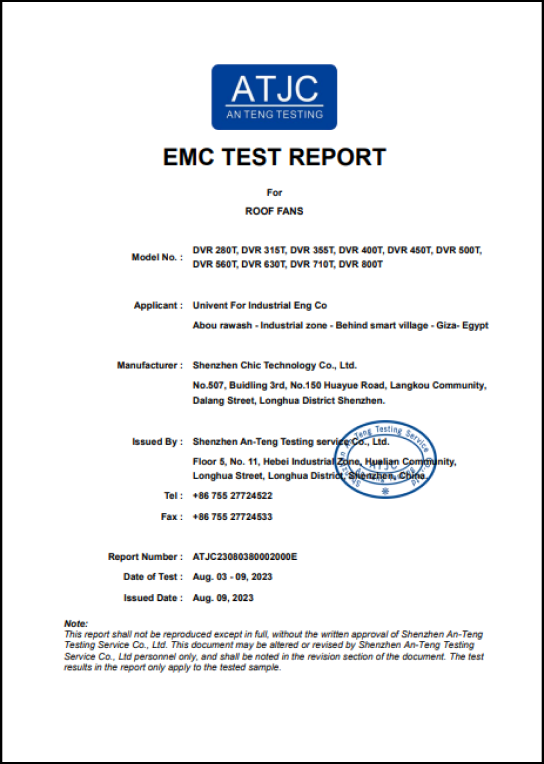 ATJC
AN TENG TESTING
EMC TEST REPORT
For
ROOF FANS
Model No. : DVR 280T, DVR 315T, DVR 355T, DVR 400T, DVR 450T, DVR 500T,
DVR 560T, DVR 630T, DVR 710T, DVR 800T
Applicant : Univent For Industrial Eng Co
Abou rawash - Industrial zone - Behind smart village - Giza- Egypt
Manufacturer : Shenzhen Chic Technology Co., Ltd.
No.507, Buidling 3rd, No.150 Huayue Road, Langkou Community,
Dalang Street, Longhua District Shenzhen.
Issued By : Shenzhen An-Teng Testing service Co., Ltd.
Floor 5, No. 11, Hebei Industrial Zone, Hualian Community,
Longhua Street, Longhua District, Shenzhen, China.
Tel : +86 755 27724522
Fax : +86 755 27724533
Report Number : ATJC23080380002000E
Date of Test : Aug. 03 - 09, 2023
Issued Date : Aug. 09, 2023
Note:
This report shall not be reproduced except in full, without the written approval of Shenzhen An-Teng
Testing Service Co., Ltd. This document may be altered or revised by Shenzhen An-Teng Testing
Service Co., Ltd personnel only, and shall be noted in the revision section of the document. The test
results in the report only apply to the tested sample.